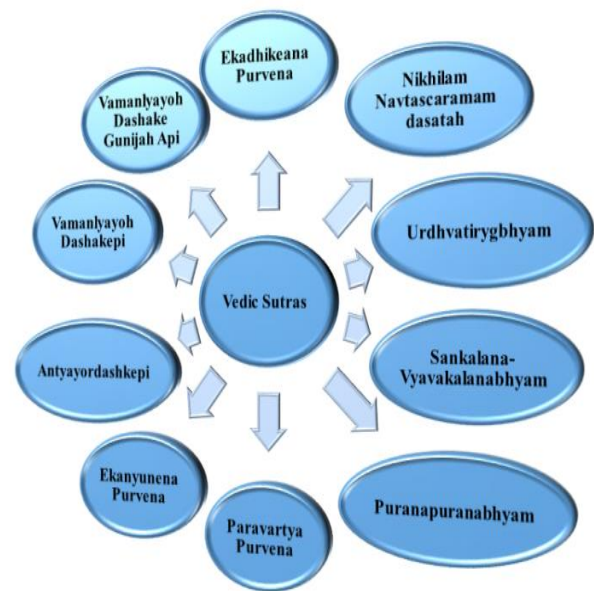 Ekadhikeana
Purvena
Nikhilam
Navtascaramam
dasatah
Urdhvatirygbhyam
Sankalana-
Vyavakalanabhyam
Puranapuranabhyam
Paravartya
Purvena
Ekanyunena
Purvena
Antyayordashkepi
Vamanlyayoh
Dashakepi
Vamanlyayoh
Dashake
Gunijah Api
Vedic Sutras